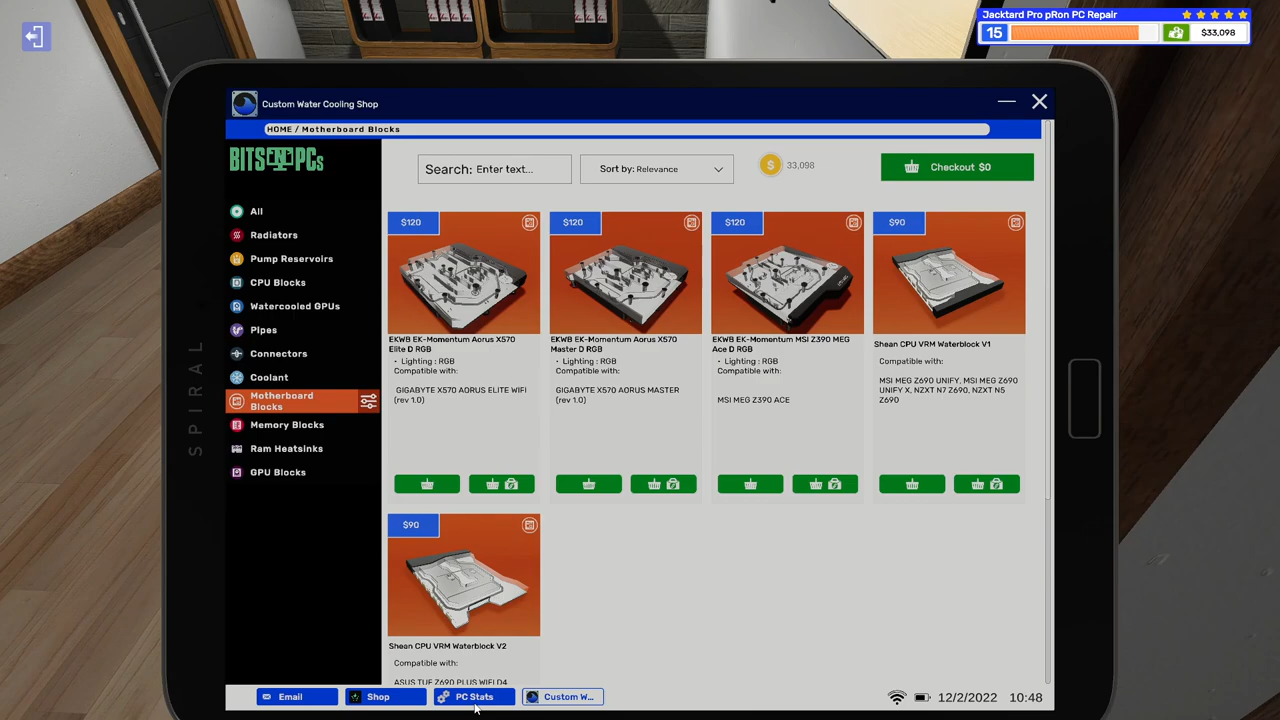 Jacktard Pro pRon PC Repair
15
$33,098
Custom Water Cooling Shop
HOME / Motherboard Blocks
BITS N PCs
Search: Enter text...
Sort by: Relevance
33,098
Checkout $0
All
Radiators
Pump Reservoirs
CPU Blocks
Watercooled GPUs
Pipes
Connectors
Coolant
Motherboard
Blocks
Memory Blocks
Ram Heatsinks
GPU Blocks
$120
EKWB EK-Momentum Aorus X570
Elite D RGB
• Lighting : RGB
Compatible with:
GIGABYTE X570 AORUS ELITE WIFI
(rev 1.0)
$120
EKWB EK-Momentum Aorus X570
Master D RGB
• Lighting : RGB
Compatible with:
GIGABYTE X570 AORUS MASTER
(rev 1.0)
$120
EKWB EK-Momentum MSI Z390 MEG
Ace D RGB
• Lighting : RGB
Compatible with:
MSI MEG Z390 ACE
$90
Shean CPU VRM Waterblock V1
Compatible with:
MSI MEG Z690 UNIFY, MSI MEG Z690
UNIFY X, NZXT N7 Z690, NZXT N5
Z690
$90
Shean CPU VRM Waterblock V2
Compatible with:
ASUS TUF Z690 PLUS WIFI D4
SPIRAL
Email
Shop
PC Stats
Custom W...
12/2/2022
10:48